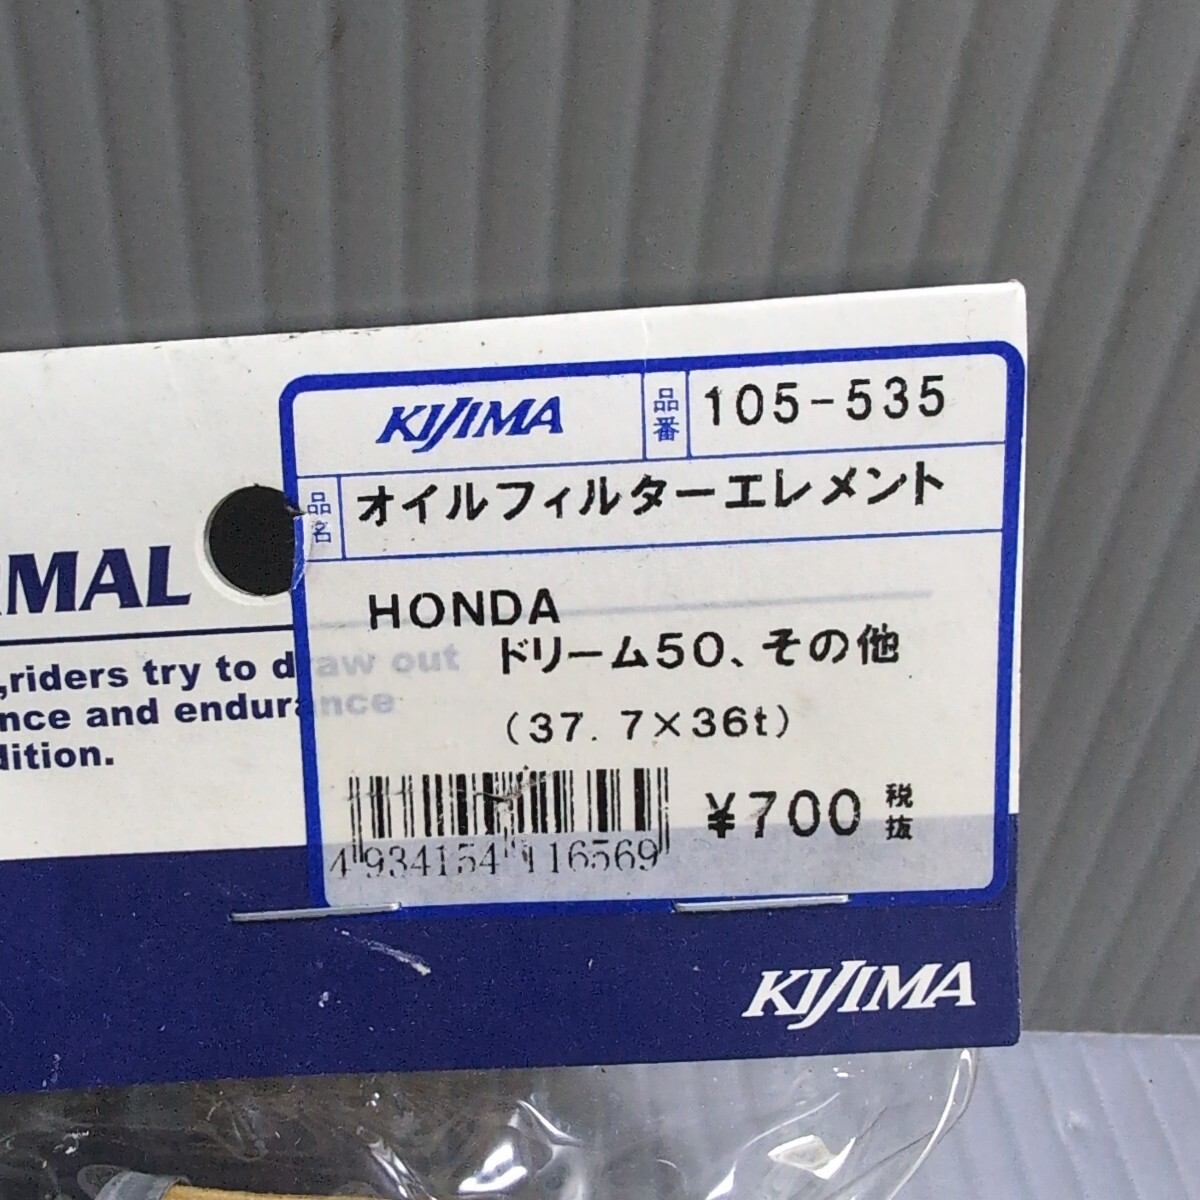 KIJIMA 品番 105-535
品名 オイルフィルターエレメント
HONDA
ドリーム50、その他
(37.7×36t)
¥700 税抜
4 934154 116569
RMAL
,riders try to draw out
nce and endurance
dition.
KIJIMA